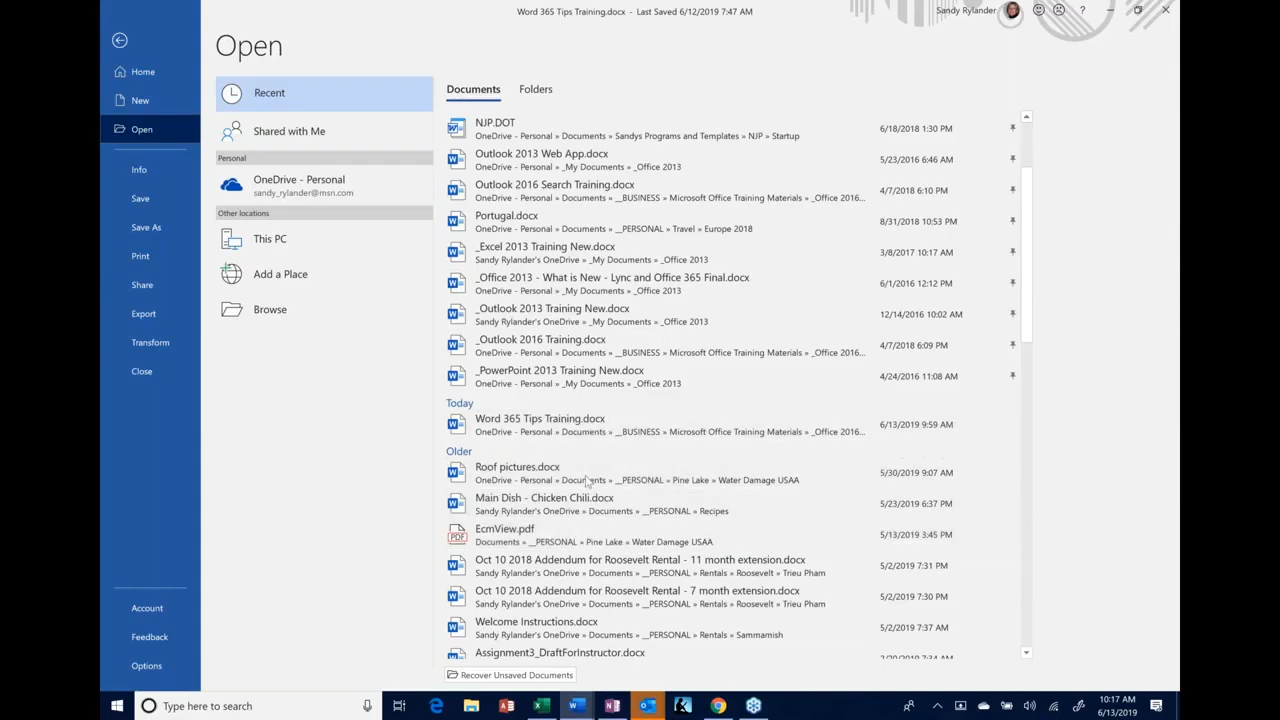 Word 365 Tips Training.docx - Last Saved 6/12/2019 7:47 AM
Sandy Rylander
?
Home
New
Open
Info
Save
Save As
Print
Share
Export
Transform
Close
Account
Feedback
Options
Open
Recent
Shared with Me
Personal
OneDrive - Personal
sandy_rylander@msn.com
Other locations
This PC
Add a Place
Browse
Documents Folders
NJP.DOT
OneDrive - Personal » Documents » Sandys Programs and Templates » NJP » Startup
6/18/2018 1:30 PM
Outlook 2013 Web App.docx
OneDrive - Personal » _My Documents » _Office 2013
5/23/2016 6:46 AM
Outlook 2016 Search Training.docx
OneDrive - Personal » Documents » __BUSINESS » Microsoft Office Training Materials » _Office 2016...
4/7/2018 6:10 PM
Portugal.docx
OneDrive - Personal » Documents » __PERSONAL » Travel » Europe 2018
8/31/2018 10:53 PM
_Excel 2013 Training New.docx
Sandy Rylander's OneDrive » _My Documents » _Office 2013
3/8/2017 10:17 AM
_Office 2013 - What is New - Lync and Office 365 Final.docx
OneDrive - Personal » _My Documents » _Office 2013
6/1/2016 12:12 PM
_Outlook 2013 Training New.docx
Sandy Rylander's OneDrive » _My Documents » _Office 2013
12/14/2016 10:02 AM
_Outlook 2016 Training.docx
OneDrive - Personal » Documents » __BUSINESS » Microsoft Office Training Materials » _Office 2016...
4/7/2018 6:09 PM
_PowerPoint 2013 Training New.docx
OneDrive - Personal » _My Documents » _Office 2013
4/24/2016 11:08 AM
Today
Word 365 Tips Training.docx
OneDrive - Personal » Documents » __BUSINESS » Microsoft Office Training Materials » _Office 2016...
6/13/2019 9:59 AM
Older
Roof pictures.docx
OneDrive - Personal » Documents » __PERSONAL » Pine Lake » Water Damage USAA
5/30/2019 9:07 AM
Main Dish - Chicken Chili.docx
Sandy Rylander's OneDrive » Documents » __PERSONAL » Recipes
5/23/2019 6:37 PM
EcmView.pdf
Documents » __PERSONAL » Pine Lake » Water Damage USAA
5/13/2019 3:45 PM
Oct 10 2018 Addendum for Roosevelt Rental - 11 month extension.docx
Sandy Rylander's OneDrive » Documents » __PERSONAL » Rentals » Roosevelt » Trieu Pham
5/2/2019 7:31 PM
Oct 10 2018 Addendum for Roosevelt Rental - 7 month extension.docx
Sandy Rylander's OneDrive » Documents » __PERSONAL » Rentals » Roosevelt » Trieu Pham
5/2/2019 7:30 PM
Welcome Instructions.docx
Sandy Rylander's OneDrive » Documents » __PERSONAL » Rentals » Sammamish
5/2/2019 7:37 AM
Assignment3_DraftForInstructor.docx
Recover Unsaved Documents
Type here to search
10:17 AM
6/13/2019